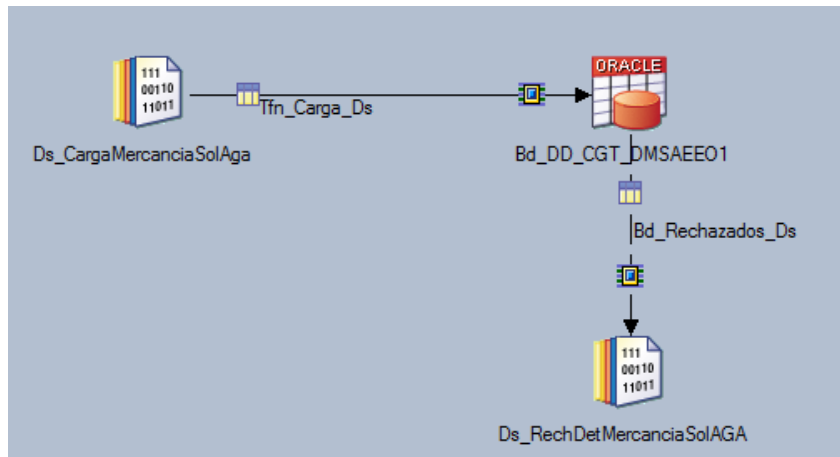 111
00110
11011
ORACLE
Tfn_Carga_Ds
Ds_CargaMercanciaSolAga
Bd_DD_CGT_DMSAEEO1
Bd_Rechazados_Ds
111
00110
11011
Ds_RechDetMercanciaSolAGA